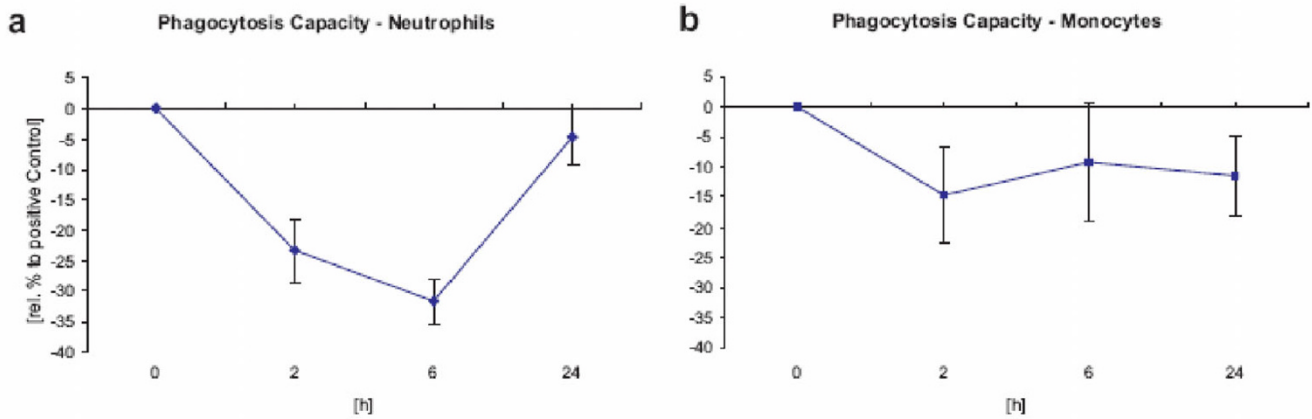 a
Phagocytosis Capacity - Neutrophils
[rel. % to positive Control]
5
0
-5
-10
-15
-20
-25
-30
-35
-40
0 2 6 24
[h]
b
Phagocytosis Capacity - Monocytes
5
0
-5
-10
-15
-20
-25
-30
-35
-40
0 2 6 24
[h]